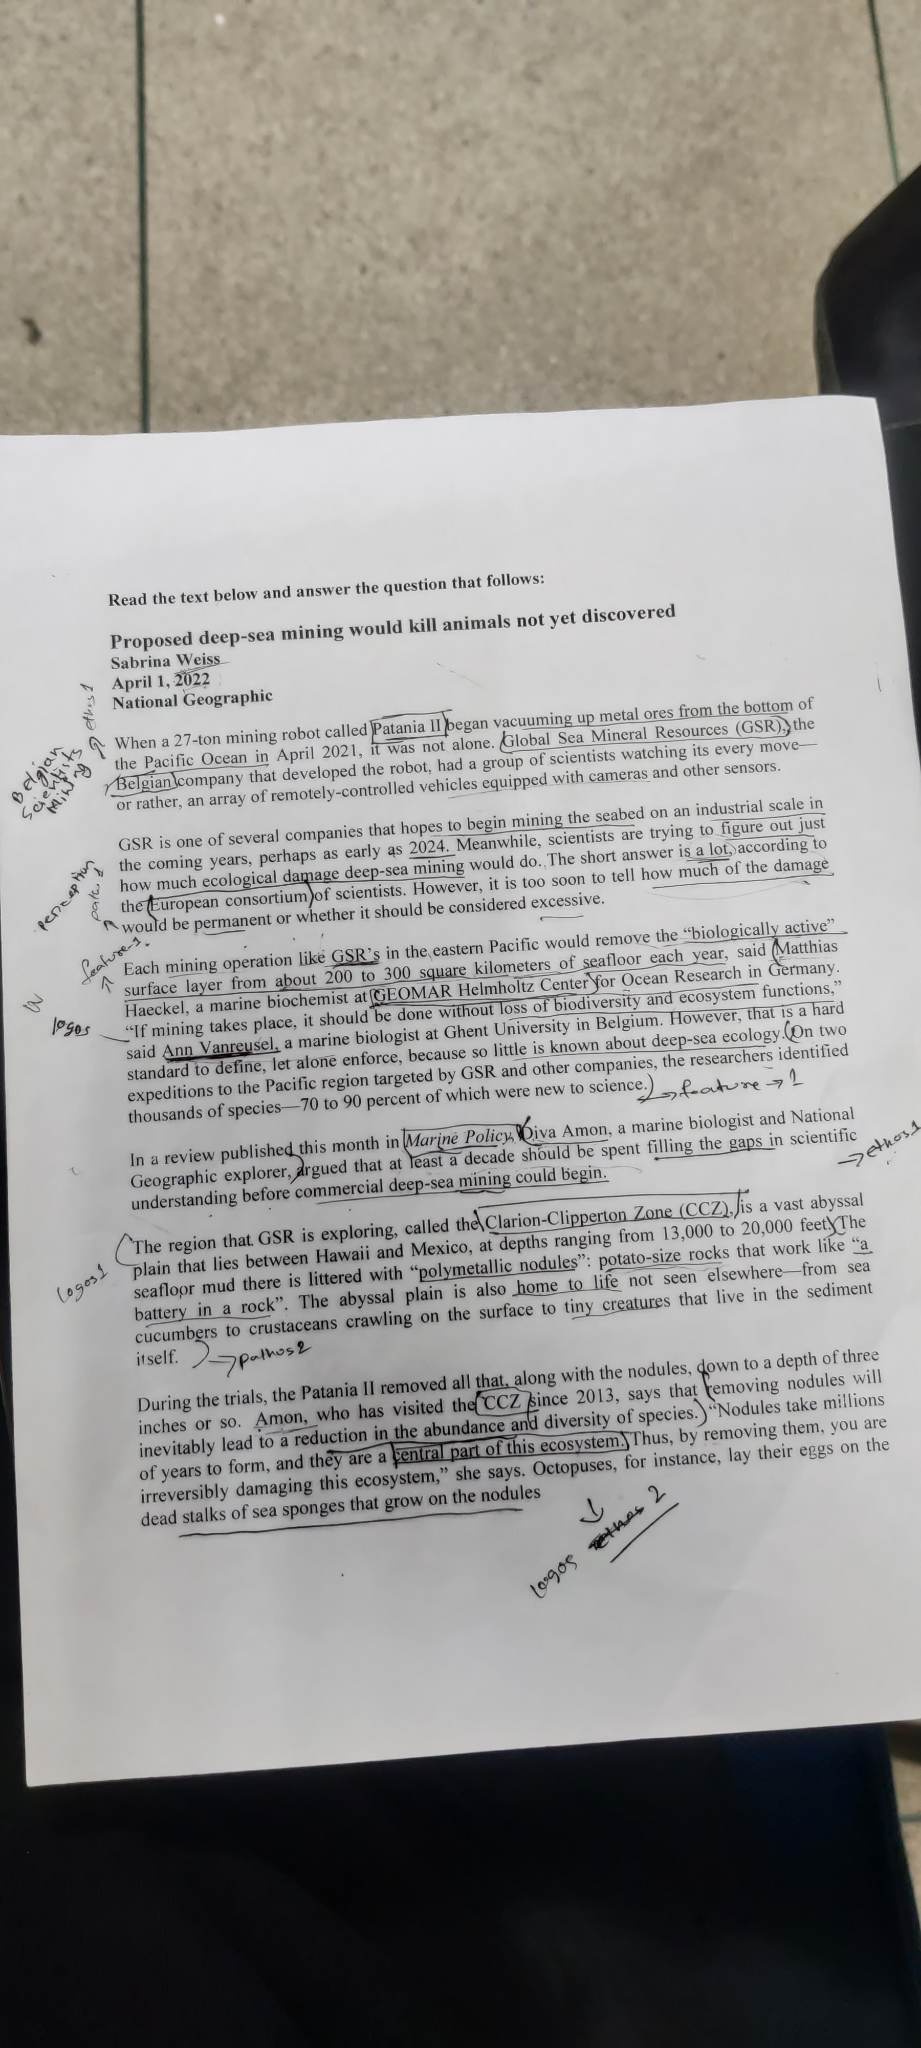 Read the text below and answer the question that follows:
Proposed deep-sea mining would kill animals not yet discovered
Sabrina Weiss
April 1, 2022
National Geographic
When a 27-ton mining robot called Patania II began vacuuming up metal ores from the bottom of
the Pacific Ocean in April 2021, it was not alone. Global Sea Mineral Resources (GSR), the
Belgian company that developed the robot, had a group of scientists watching its every move—
or rather, an array of remotely-controlled vehicles equipped with cameras and other sensors.
Belgian
Scientists
Mining
ethos 1
GSR is one of several companies that hopes to begin mining the seabed on an industrial scale in
the coming years, perhaps as early as 2024. Meanwhile, scientists are trying to figure out just
how much ecological damage deep-sea mining would do. The short answer is a lot, according to
the European consortium of scientists. However, it is too soon to tell how much of the damage
would be permanent or whether it should be considered excessive.
Perception
feature-1.
Each mining operation like GSR's in the eastern Pacific would remove the “biologically active”
surface layer from about 200 to 300 square kilometers of seafloor each year, said Matthias
Haeckel, a marine biochemist at GEOMAR Helmholtz Center for Ocean Research in Germany.
“If mining takes place, it should be done without loss of biodiversity and ecosystem functions,”
said Ann Vanreusel, a marine biologist at Ghent University in Belgium. However, that is a hard
standard to define, let alone enforce, because so little is known about deep-sea ecology. On two
expeditions to the Pacific region targeted by GSR and other companies, the researchers identified
thousands of species—70 to 90 percent of which were new to science.
logos
feature → 1
In a review published this month in Marine Policy, Diva Amon, a marine biologist and National
Geographic explorer, argued that at least a decade should be spent filling the gaps in scientific
understanding before commercial deep-sea mining could begin.
→ ethos 1
The region that GSR is exploring, called the Clarion-Clipperton Zone (CCZ), is a vast abyssal
plain that lies between Hawaii and Mexico, at depths ranging from 13,000 to 20,000 feet. The
seafloor mud there is littered with “polymetallic nodules”: potato-size rocks that work like “a
battery in a rock”. The abyssal plain is also home to life not seen elsewhere—from sea
cucumbers to crustaceans crawling on the surface to tiny creatures that live in the sediment
itself.
logos 1
→ pathos 2
During the trials, the Patania II removed all that, along with the nodules, down to a depth of three
inches or so. Amon, who has visited the CCZ since 2013, says that removing nodules will
inevitably lead to a reduction in the abundance and diversity of species. “Nodules take millions
of years to form, and they are a central part of this ecosystem. Thus, by removing them, you are
irreversibly damaging this ecosystem,” she says. Octopuses, for instance, lay their eggs on the
dead stalks of sea sponges that grow on the nodules
logos ethos 2